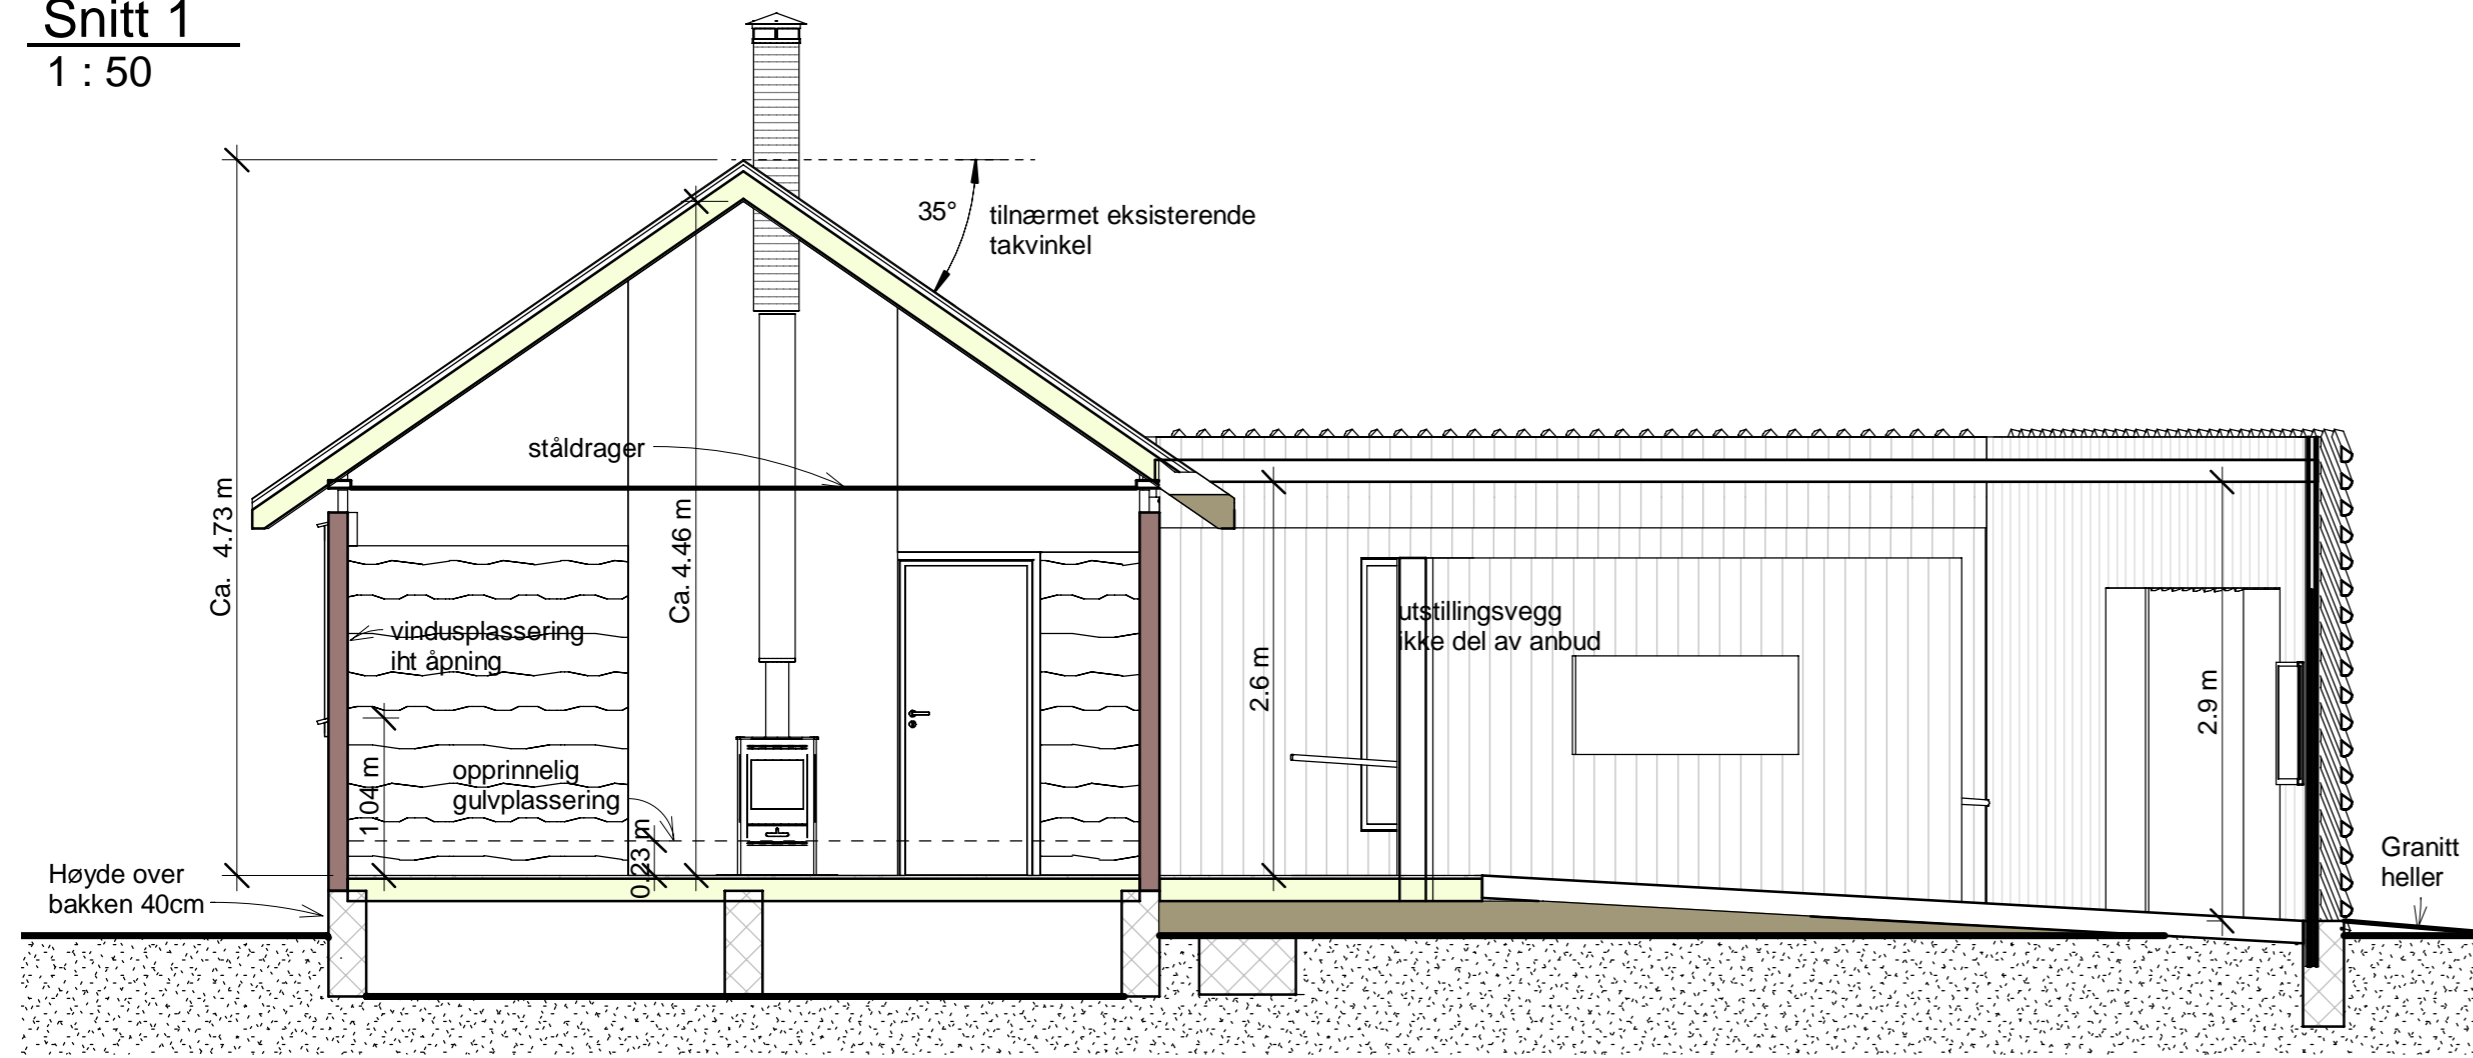 Snitt 1
1 : 50
35°
tilnærmet eksisterende
takvinkel
ståldrager
Ca. 4.73 m
Ca. 4.46 m
vindusplassering
iht åpning
utstillingsvegg
ikke del av anbud
2.6 m
2.9 m
1.04 m
opprinnelig
gulvplassering
0.23 m
Høyde over
bakken 40cm
Granitt
heller